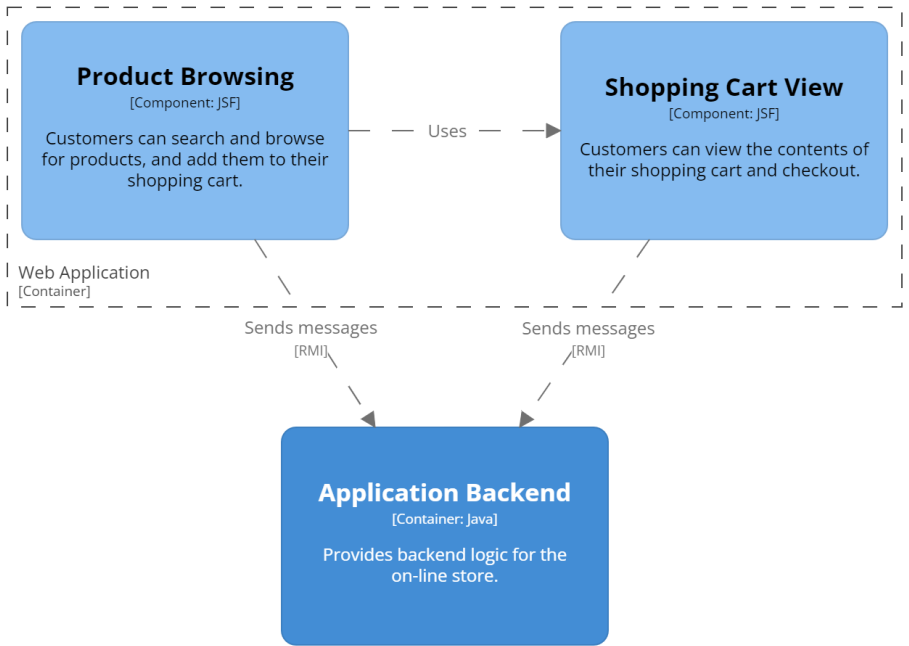 Product Browsing
[Component: JSF]
Customers can search and browse
for products, and add them to their
shopping cart.
Uses
Shopping Cart View
[Component: JSF]
Customers can view the contents of
their shopping cart and checkout.
Web Application
[Container]
Sends messages
[RMI]
Sends messages
[RMI]
Application Backend
[Container: Java]
Provides backend logic for the
on-line store.